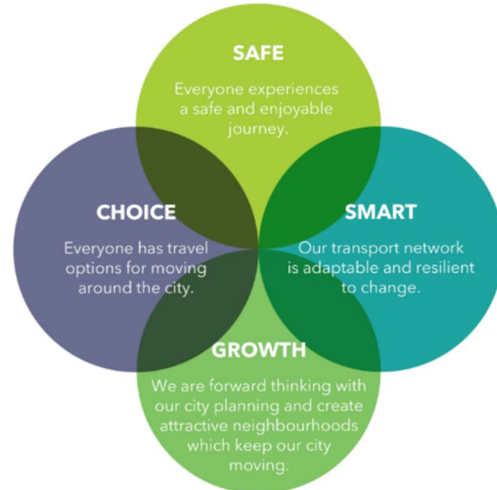 SAFE
Everyone experiences
a safe and enjoyable
journey.
CHOICE
Everyone has travel
options for moving
around the city.
SMART
Our transport network
is adaptable and resilient
to change.
GROWTH
We are forward thinking with
our city planning and create
attractive neighbourhoods
which keep our city
moving.